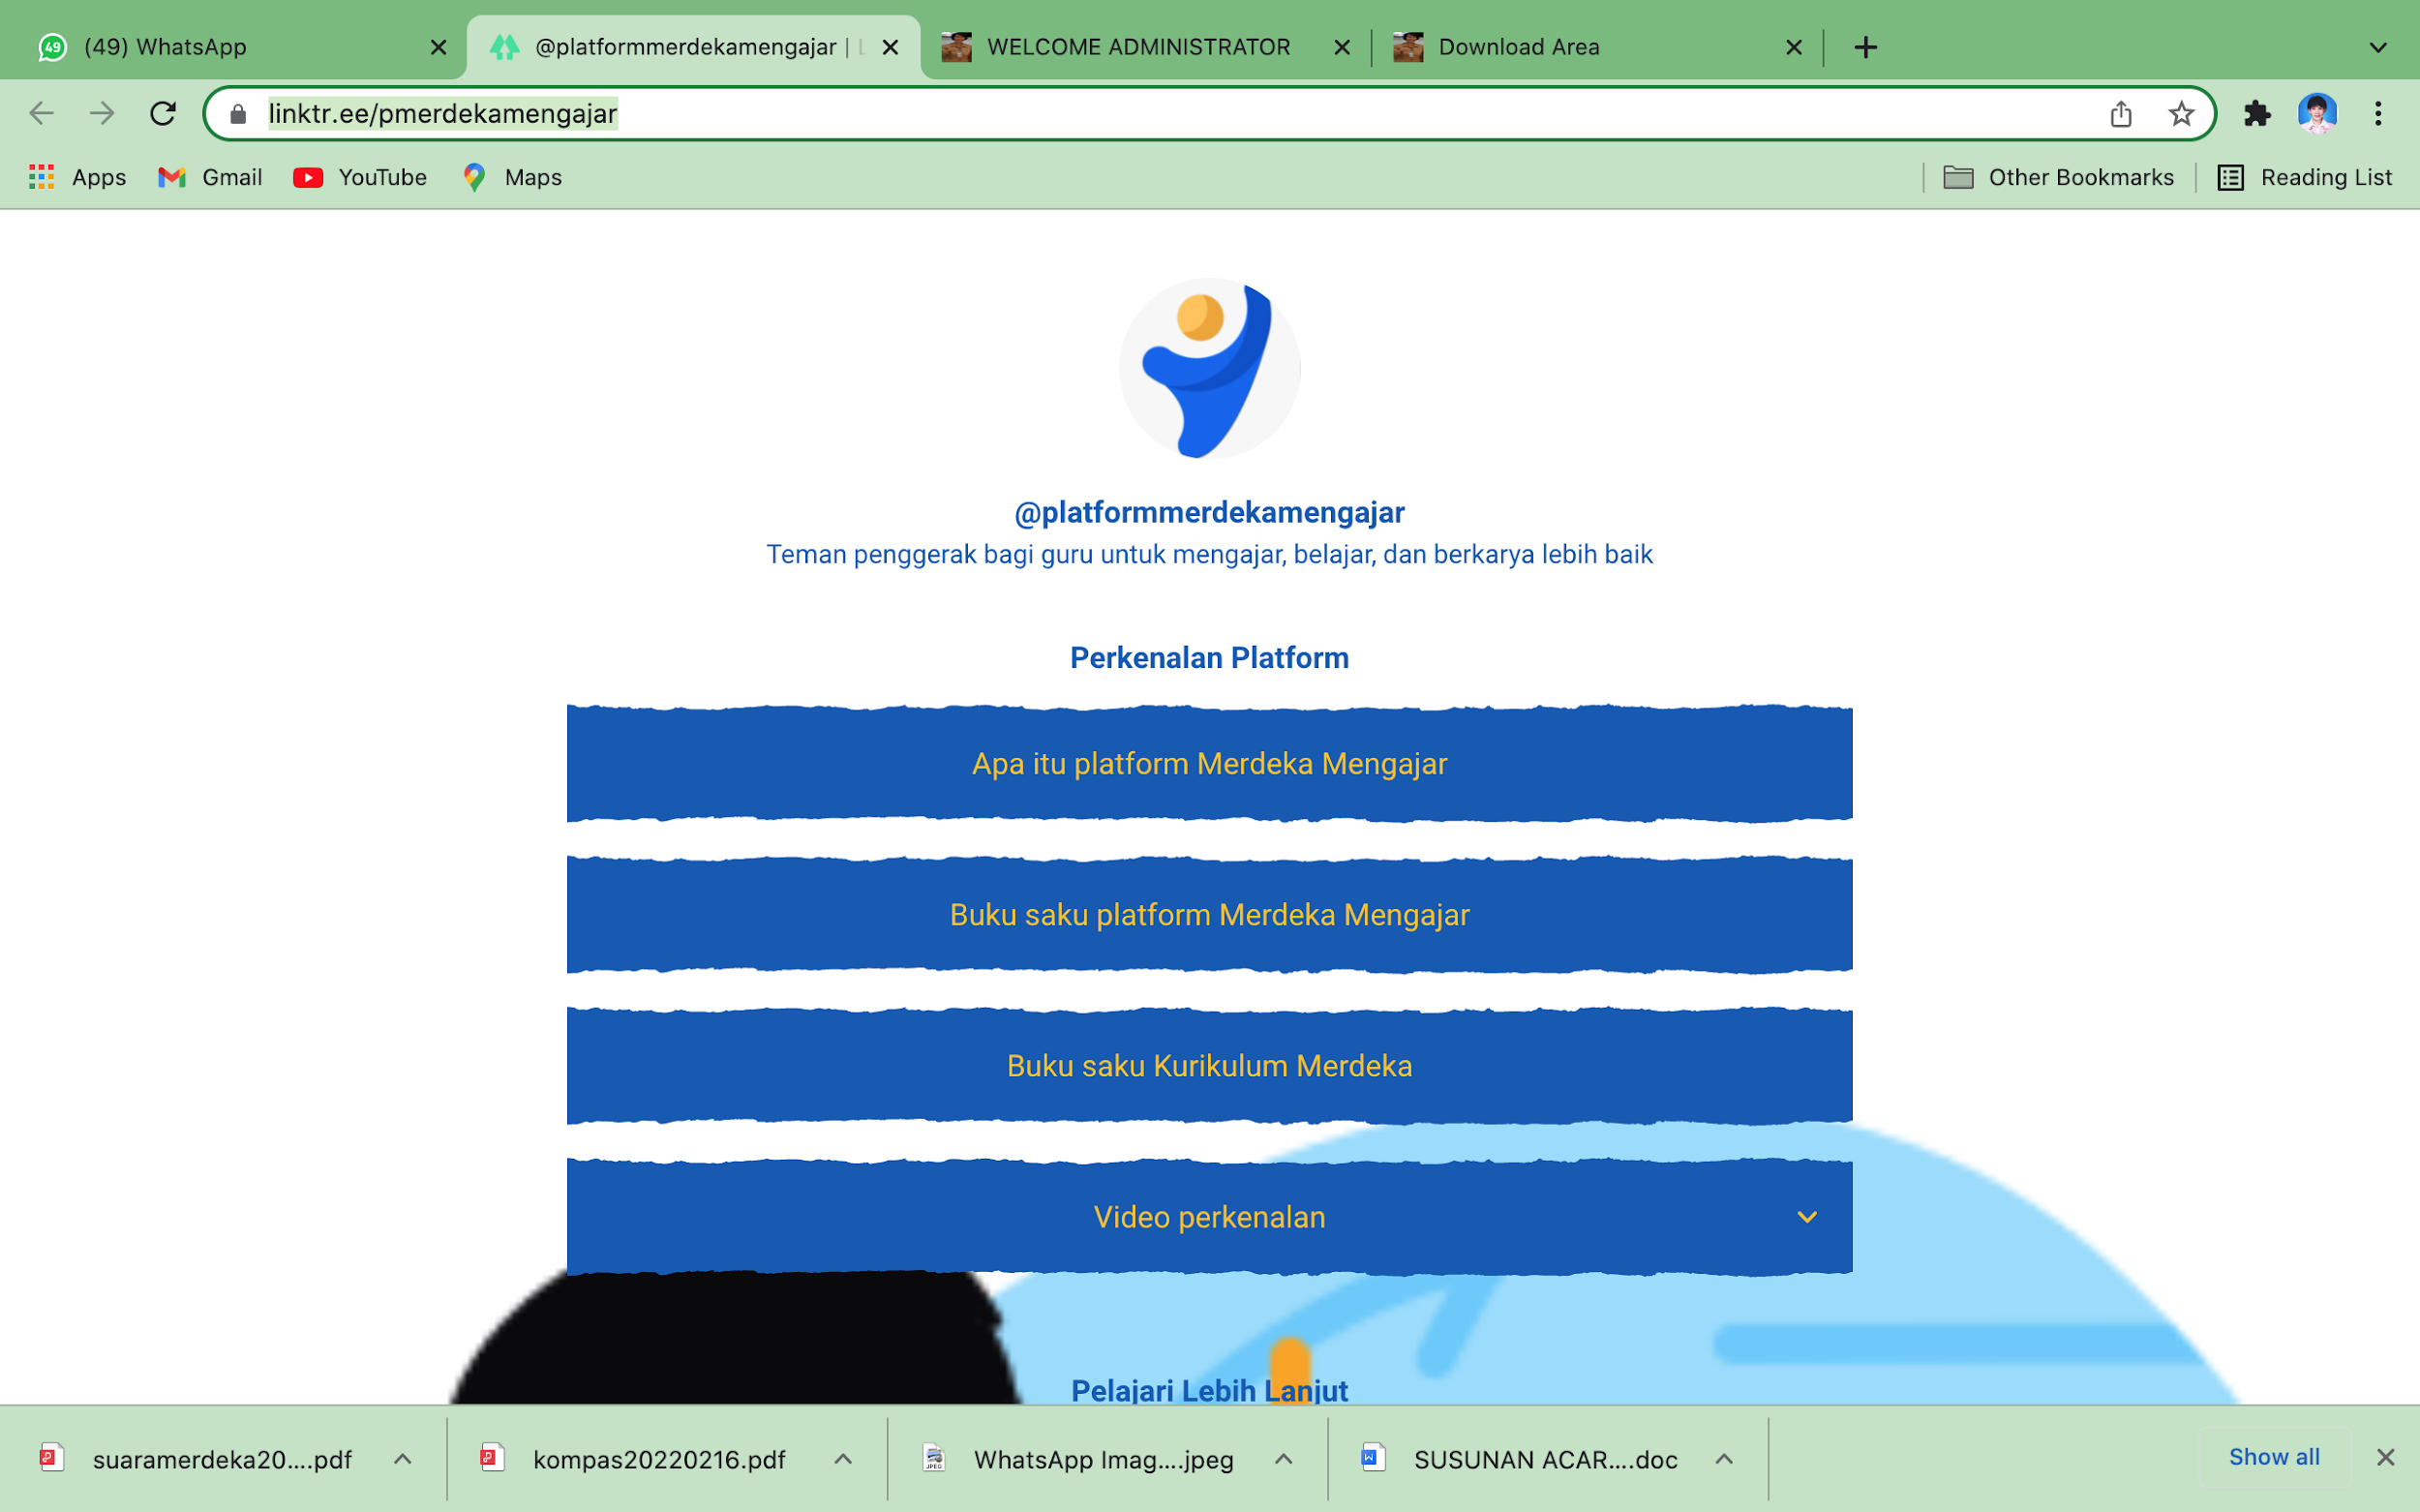 (49) WhatsApp
@platformmerdekamengajar |
WELCOME ADMINISTRATOR
Download Area
linktr.ee/pmerdekamengajar
Apps
Gmail
YouTube
Maps
Other Bookmarks
Reading List
@platformmerdekamengajar
Teman penggerak bagi guru untuk mengajar, belajar, dan berkarya lebih baik
Perkenalan Platform
Apa itu platform Merdeka Mengajar
Buku saku platform Merdeka Mengajar
Buku saku Kurikulum Merdeka
Video perkenalan
Pelajari Lebih Lanjut
suaramerdeka20....pdf
kompas20220216.pdf
WhatsApp Imag....jpeg
SUSUNAN ACAR....doc
Show all